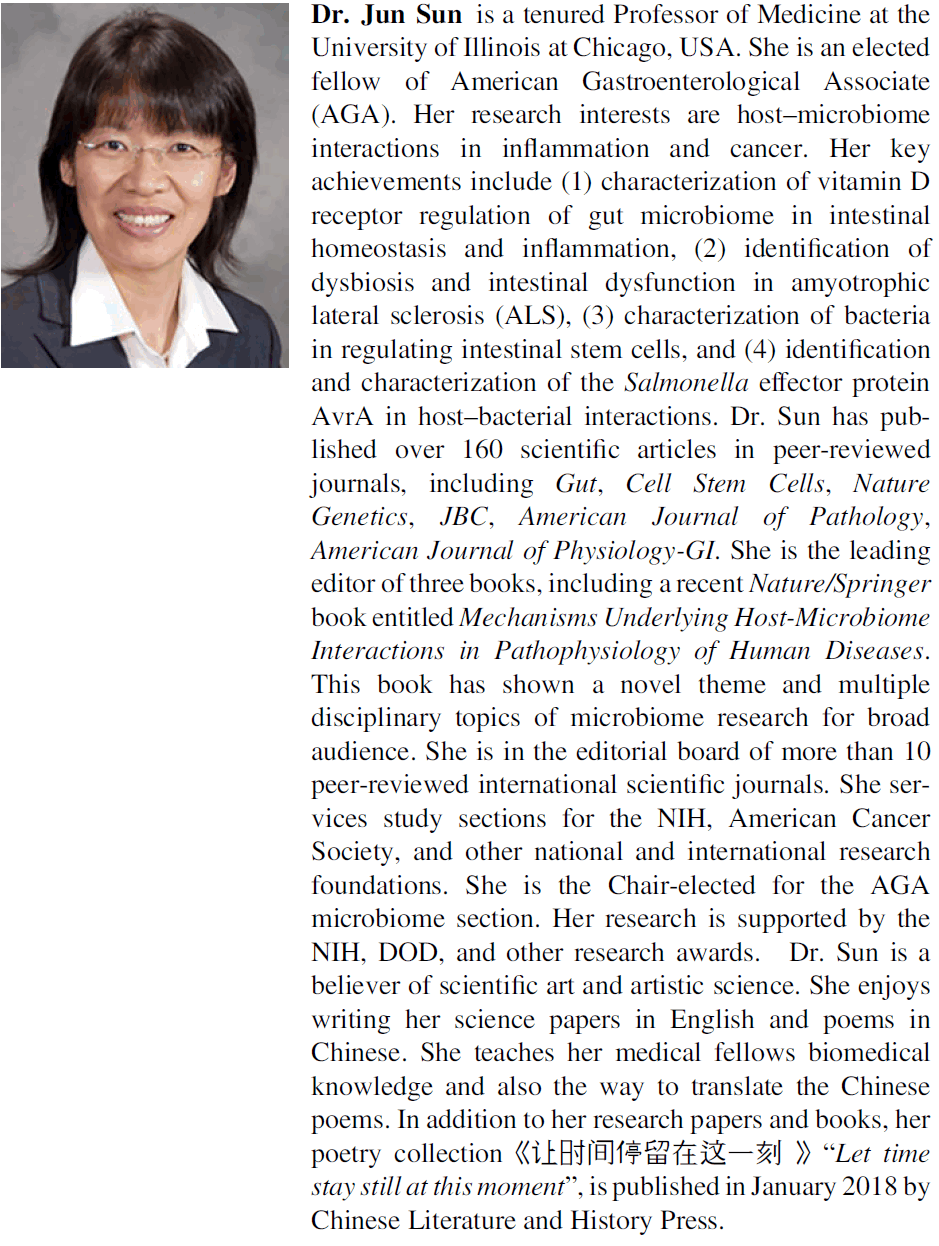 Dr. Jun Sun is a tenured Professor of Medicine at the
University of Illinois at Chicago, USA. She is an elected
fellow of American Gastroenterological Associate
(AGA). Her research interests are host–microbiome
interactions in inflammation and cancer. Her key
achievements include (1) characterization of vitamin D
receptor regulation of gut microbiome in intestinal
homeostasis and inflammation, (2) identification of
dysbiosis and intestinal dysfunction in amyotrophic
lateral sclerosis (ALS), (3) characterization of bacteria
in regulating intestinal stem cells, and (4) identification
and characterization of the Salmonella effector protein
AvrA in host–bacterial interactions. Dr. Sun has pub-
lished over 160 scientific articles in peer-reviewed
journals, including Gut, Cell Stem Cells, Nature
Genetics, JBC, American Journal of Pathology,
American Journal of Physiology-GI. She is the leading
editor of three books, including a recent Nature/Springer
book entitled Mechanisms Underlying Host-Microbiome
Interactions in Pathophysiology of Human Diseases.
This book has shown a novel theme and multiple
disciplinary topics of microbiome research for broad
audience. She is in the editorial board of more than 10
peer-reviewed international scientific journals. She ser-
vices study sections for the NIH, American Cancer
Society, and other national and international research
foundations. She is the Chair-elected for the AGA
microbiome section. Her research is supported by the
NIH, DOD, and other research awards. Dr. Sun is a
believer of scientific art and artistic science. She enjoys
writing her science papers in English and poems in
Chinese. She teaches her medical fellows biomedical
knowledge and also the way to translate the Chinese
poems. In addition to her research papers and books, her
poetry collection《让时间停留在这一刻 》“Let time
stay still at this moment”, is published in January 2018 by
Chinese Literature and History Press.